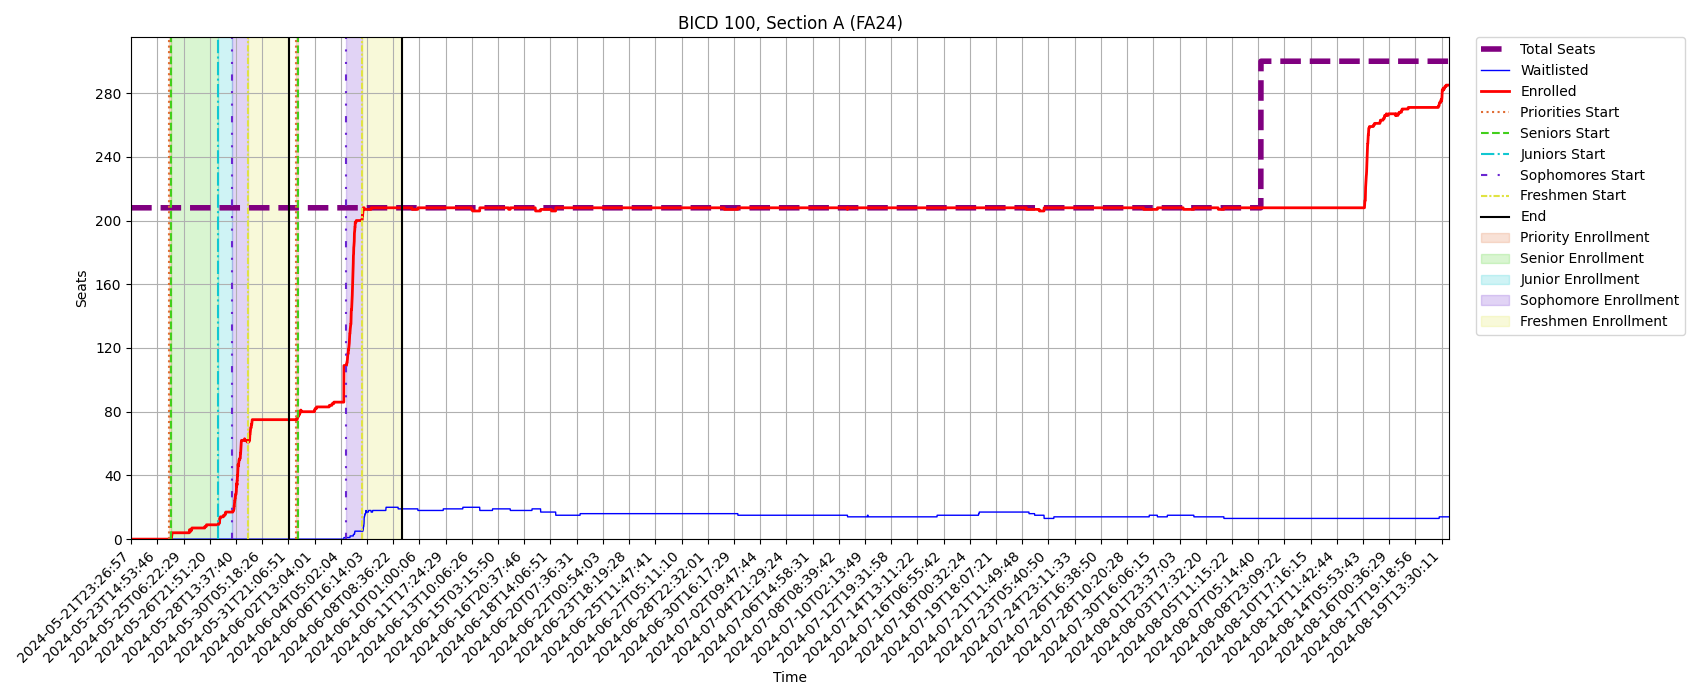 BICD 100, Section A (FA24)
Total Seats
Waitlisted
Enrolled
Priorities Start
Seniors Start
Juniors Start
Sophomores Start
Freshmen Start
End
Priority Enrollment
Senior Enrollment
Junior Enrollment
Sophomore Enrollment
Freshmen Enrollment
Seats
280
240
200
160
120
80
40
0
2024-05-21T23:26:57
2024-05-23T14:53:46
2024-05-25T06:22:29
2024-05-26T21:51:20
2024-05-28T13:37:40
2024-05-30T05:18:26
2024-05-31T21:06:51
2024-06-02T13:04:01
2024-06-04T05:02:04
2024-06-06T16:14:03
2024-06-08T08:36:22
2024-06-10T01:00:06
2024-06-11T17:24:29
2024-06-13T10:06:26
2024-06-15T03:15:50
2024-06-16T20:37:46
2024-06-18T14:06:51
2024-06-20T07:36:31
2024-06-22T00:54:03
2024-06-23T18:19:28
2024-06-25T11:47:41
2024-06-27T05:11:10
2024-06-28T22:32:01
2024-06-30T16:17:29
2024-07-02T09:47:44
2024-07-04T21:29:24
2024-07-06T14:58:31
2024-07-08T08:39:42
2024-07-10T02:13:49
2024-07-12T19:31:58
2024-07-14T13:11:22
2024-07-16T06:55:42
2024-07-18T00:32:24
2024-07-19T18:07:21
2024-07-21T11:49:48
2024-07-23T05:40:50
2024-07-24T23:11:33
2024-07-26T16:38:50
2024-07-28T10:20:28
2024-07-30T16:06:15
2024-08-01T23:37:03
2024-08-03T17:32:20
2024-08-05T11:15:22
2024-08-07T05:14:40
2024-08-08T23:09:22
2024-08-10T17:16:15
2024-08-12T11:42:44
2024-08-14T05:53:43
2024-08-16T00:36:29
2024-08-17T19:18:56
2024-08-19T13:30:11
Time